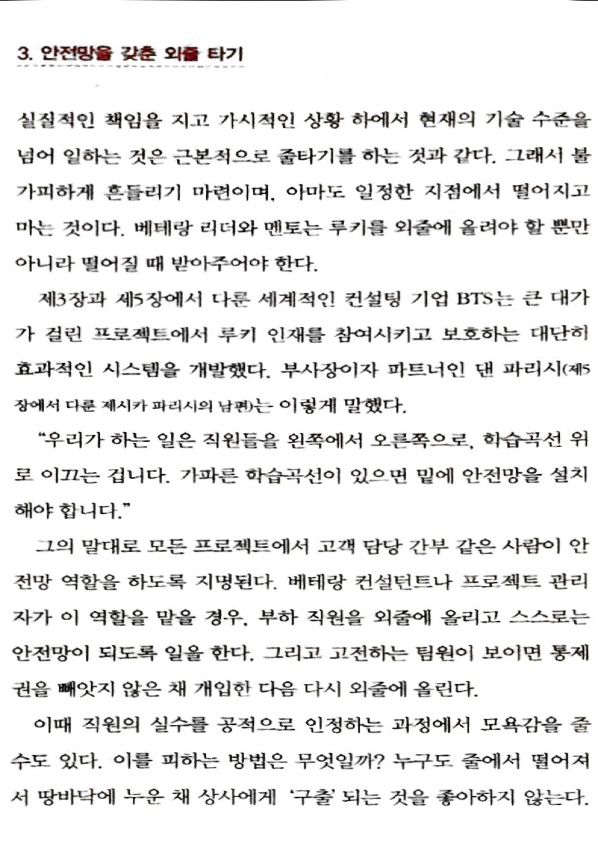 3. 안전망을 갖춘 외줄 타기
실질적인 책임을 지고 가시적인 상황 하에서 현재의 기술 수준을
넘어 일하는 것은 근본적으로 줄타기를 하는 것과 같다. 그래서 불
가피하게 흔들리기 마련이며, 아마도 일정한 지점에서 떨어지고
마는 것이다. 베테랑 리더와 멘토는 루키를 외줄에 올려야 할 뿐만
아니라 떨어질 때 받아주어야 한다.
제3장과 제5장에서 다룬 세계적인 컨설팅 기업 BTS는 큰 대가
가 걸린 프로젝트에서 루키 인재를 참여시키고 보호하는 대단히
효과적인 시스템을 개발했다. 부사장이자 파트너인 댄 파리시(제5
장에서 다룬 제시카 파리시의 남편)는 이렇게 말했다.
“우리가 하는 일은 직원들을 왼쪽에서 오른쪽으로, 학습곡선 위
로 이끄는 겁니다. 가파른 학습곡선이 있으면 밑에 안전망을 설치
해야 합니다.”
그의 말대로 모든 프로젝트에서 고객 담당 간부 같은 사람이 안
전망 역할을 하도록 지명된다. 베테랑 컨설턴트나 프로젝트 관리
자가 이 역할을 맡을 경우, 부하 직원을 외줄에 올리고 스스로는
안전망이 되도록 일을 한다. 그리고 고전하는 팀원이 보이면 통제
권을 빼앗지 않은 채 개입한 다음 다시 외줄에 올린다.
이때 직원의 실수를 공적으로 인정하는 과정에서 모욕감을 줄
수도 있다. 이를 피하는 방법은 무엇일까? 누구도 줄에서 떨어져
서 땅바닥에 누운 채 상사에게 ‘구출’되는 것을 좋아하지 않는다.